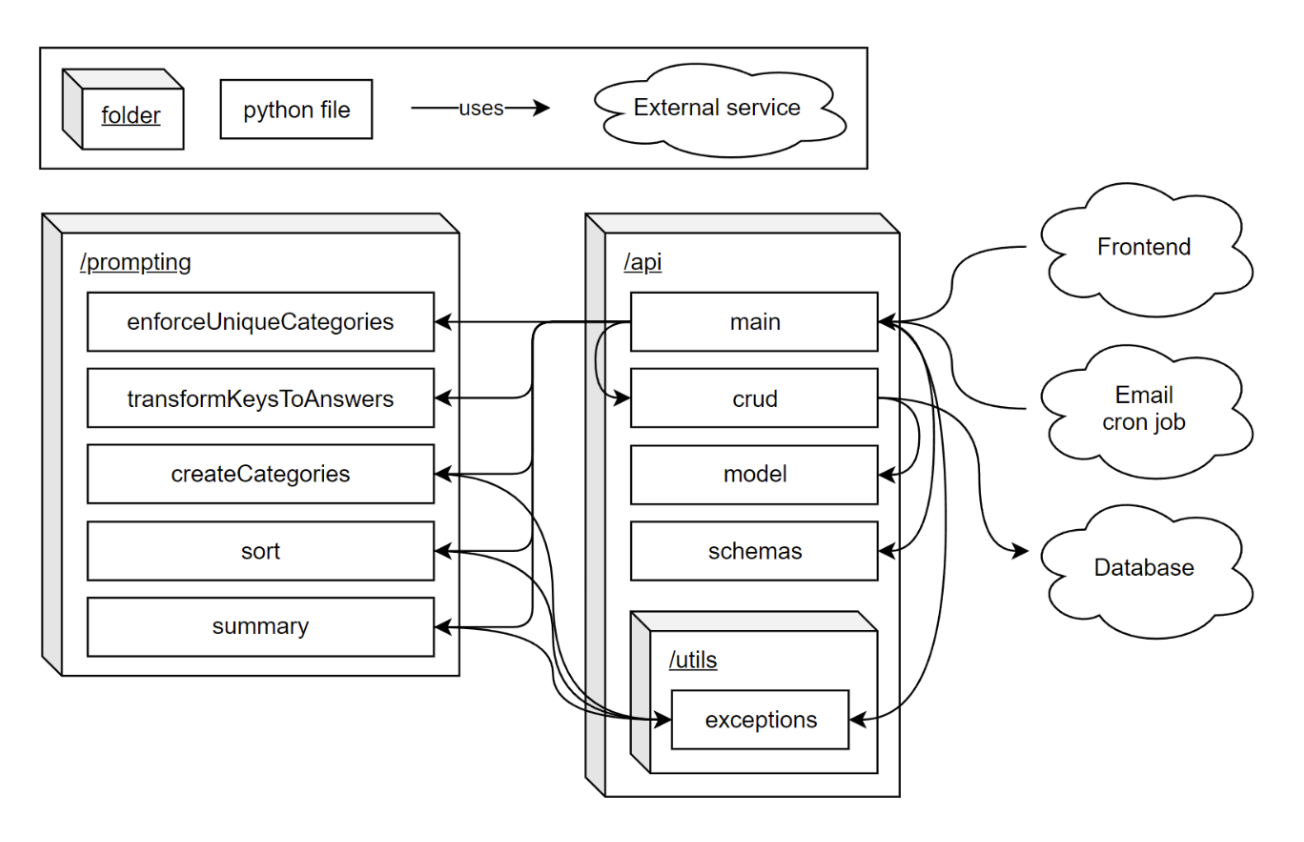 folder
python file
uses
External service
/prompting
enforceUniqueCategories
transformKeysToAnswers
createCategories
sort
summary
/api
main
crud
model
schemas
/utils
exceptions
Frontend
Email
cron job
Database